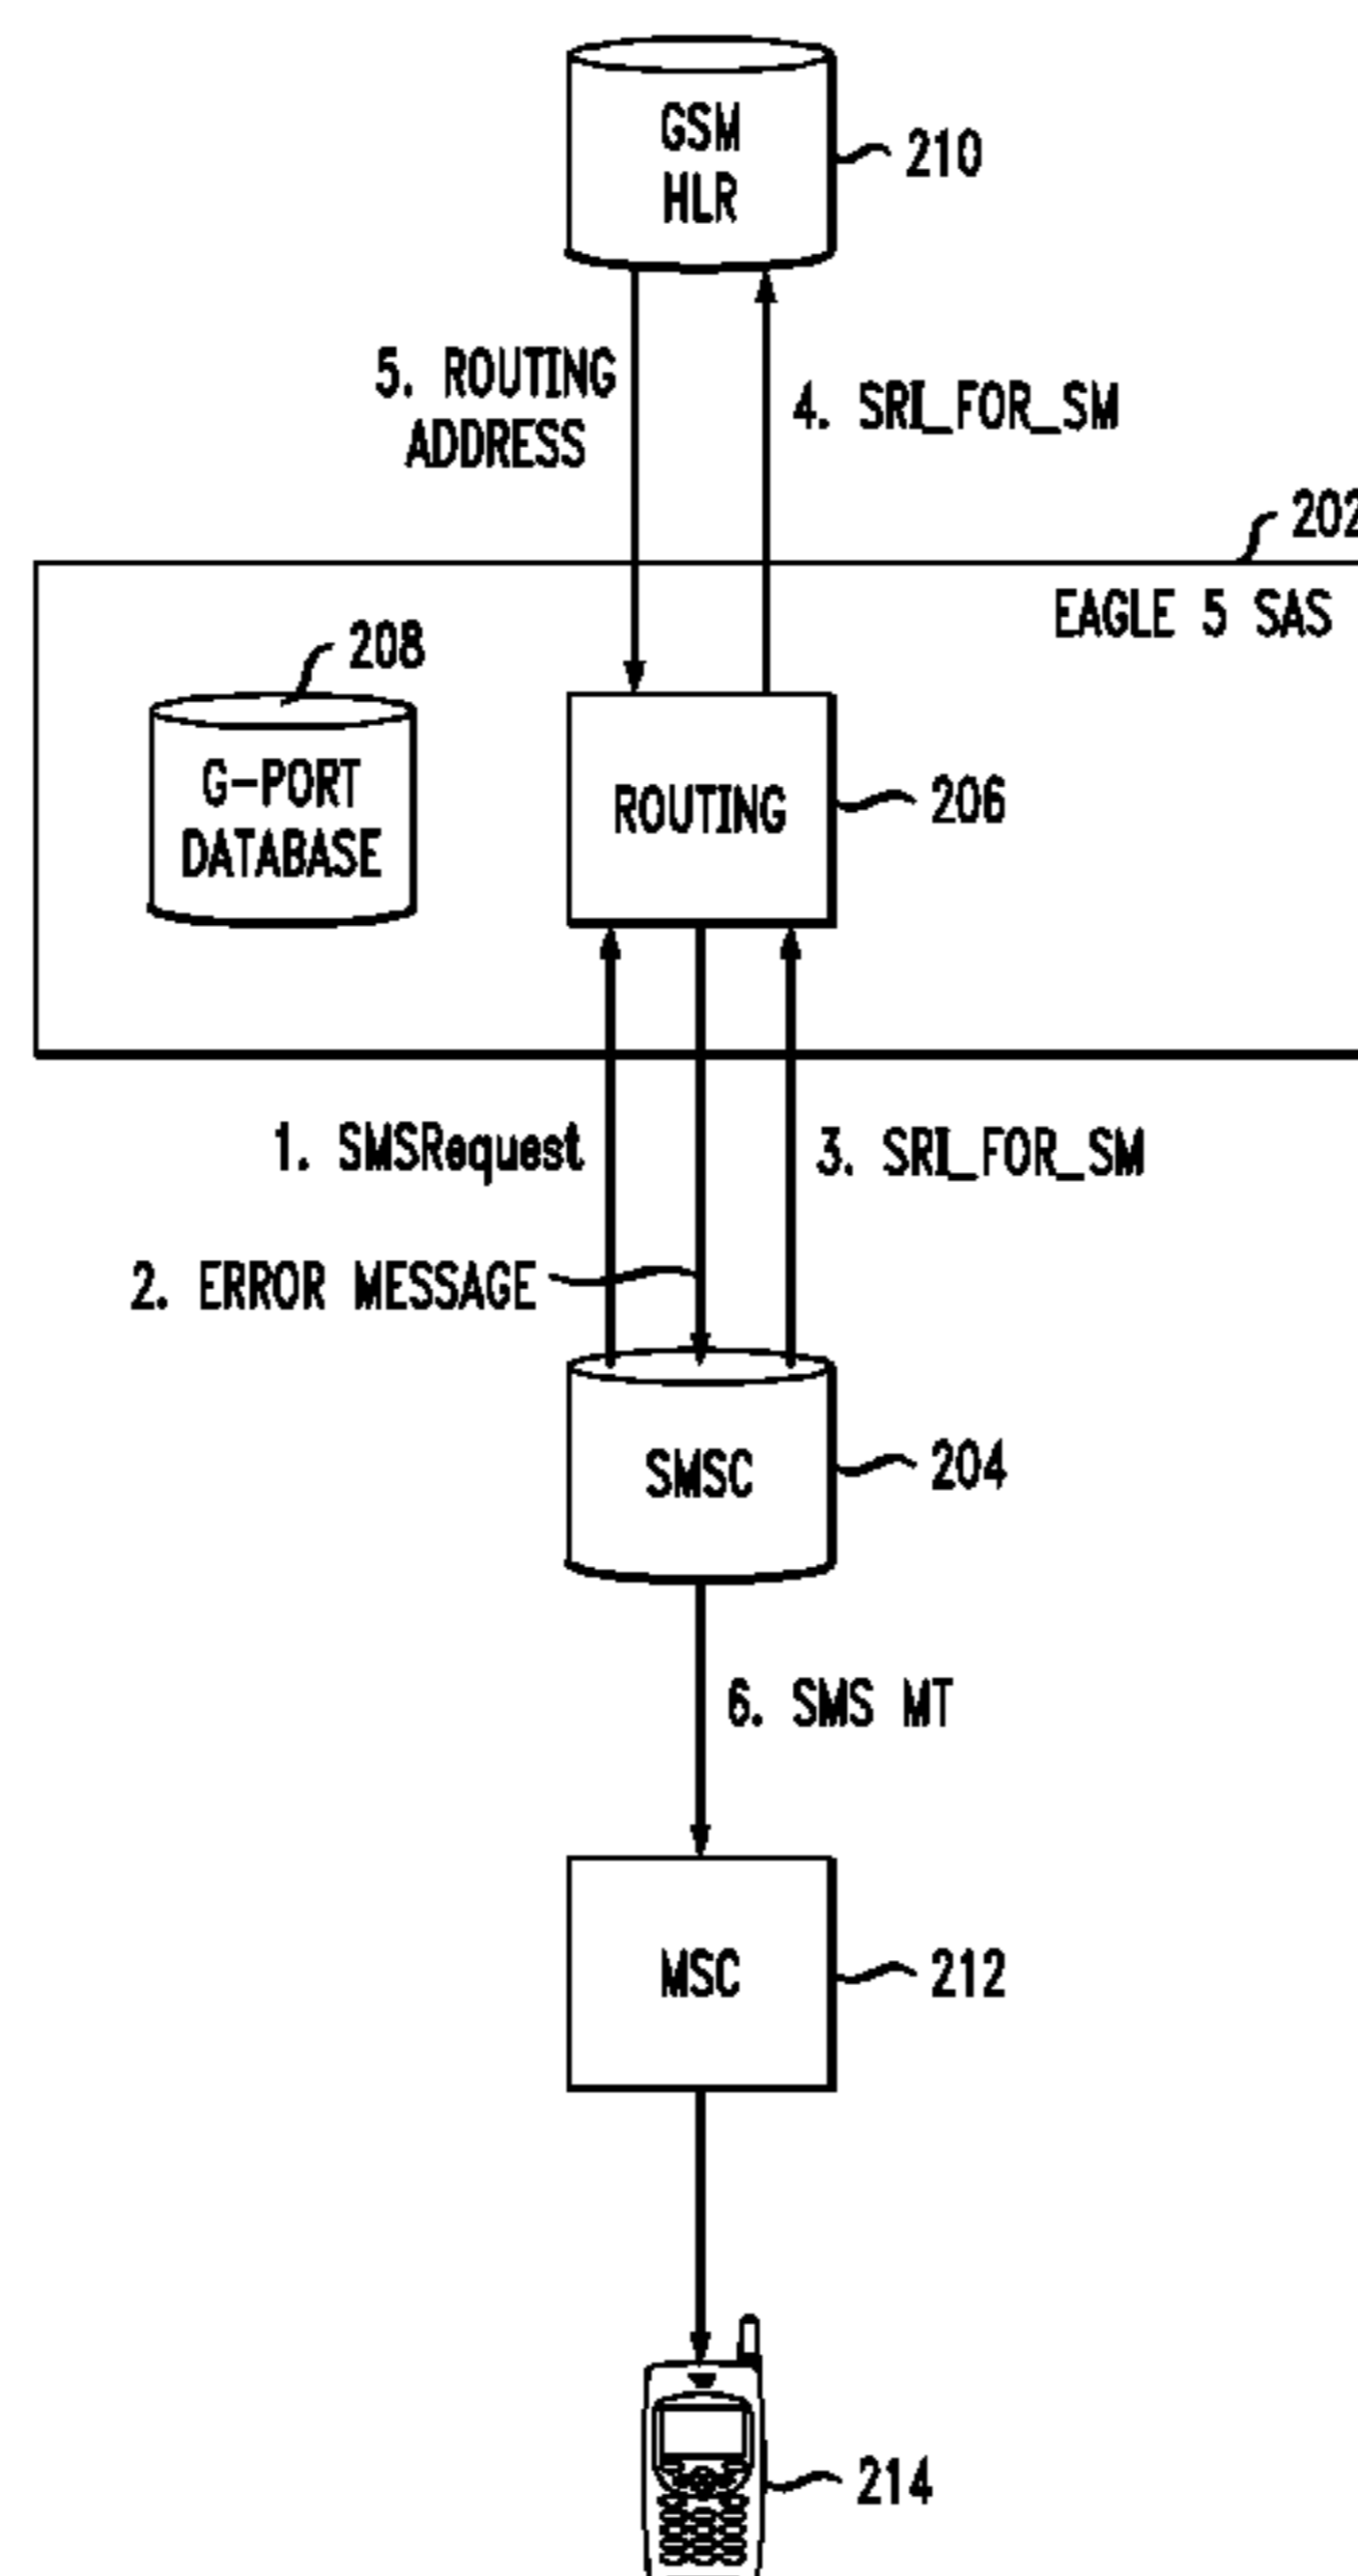 GSM
HLR
210
5. ROUTING
ADDRESS
4. SRI_FOR_SM
202
EAGLE 5 SAS
208
G-PORT
DATABASE
ROUTING
206
1. SMSRequest
3. SRI_FOR_SM
2. ERROR MESSAGE
SMSC
204
6. SMS MT
MSC
212
214